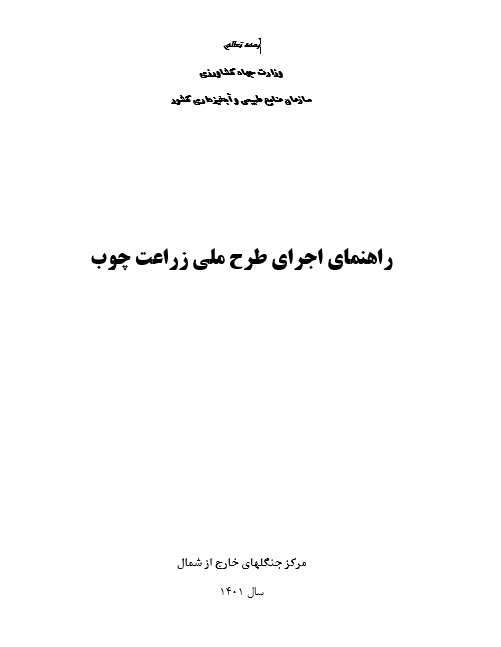 بسمه تعالی
وزارت جهاد کشاورزی
سازمان منابع طبیعی و آبخیزداری کشور
راهنمای اجرای طرح ملی زراعت چوب
مرکز جنگلهای خارج از شمال
سال ۱۴۰۱